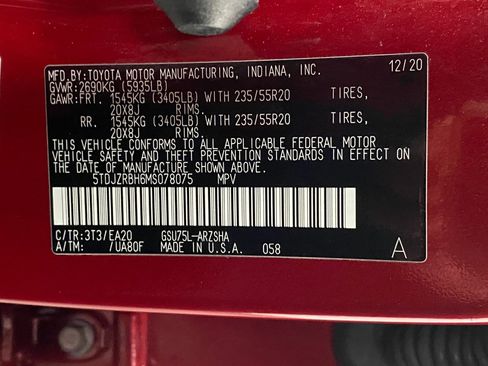 MFD.BY:TOYOTA MOTOR MANUFACTURING, INDIANA, INC. 12/20
GVWR:2690KG (5935LB)
GAWR:FRT. 1545KG (3405LB) WITH 235/55R20 TIRES,
20X8J RIMS.
RR. 1545KG (3405LB) WITH 235/55R20 TIRES,
20X8J RIMS.
THIS VEHICLE CONFORMS TO ALL APPLICABLE FEDERAL MOTOR
VEHICLE SAFETY AND THEFT PREVENTION STANDARDS IN EFFECT
ON THE DATE OF MANUFACTURE SHOWN ABOVE.
5TDJZRBH6MS078075 MPV
C/TR:3T3/EA20 GSU75L-ARZSHA
A/TM: /UA80F MADE IN U.S.A. 058 A